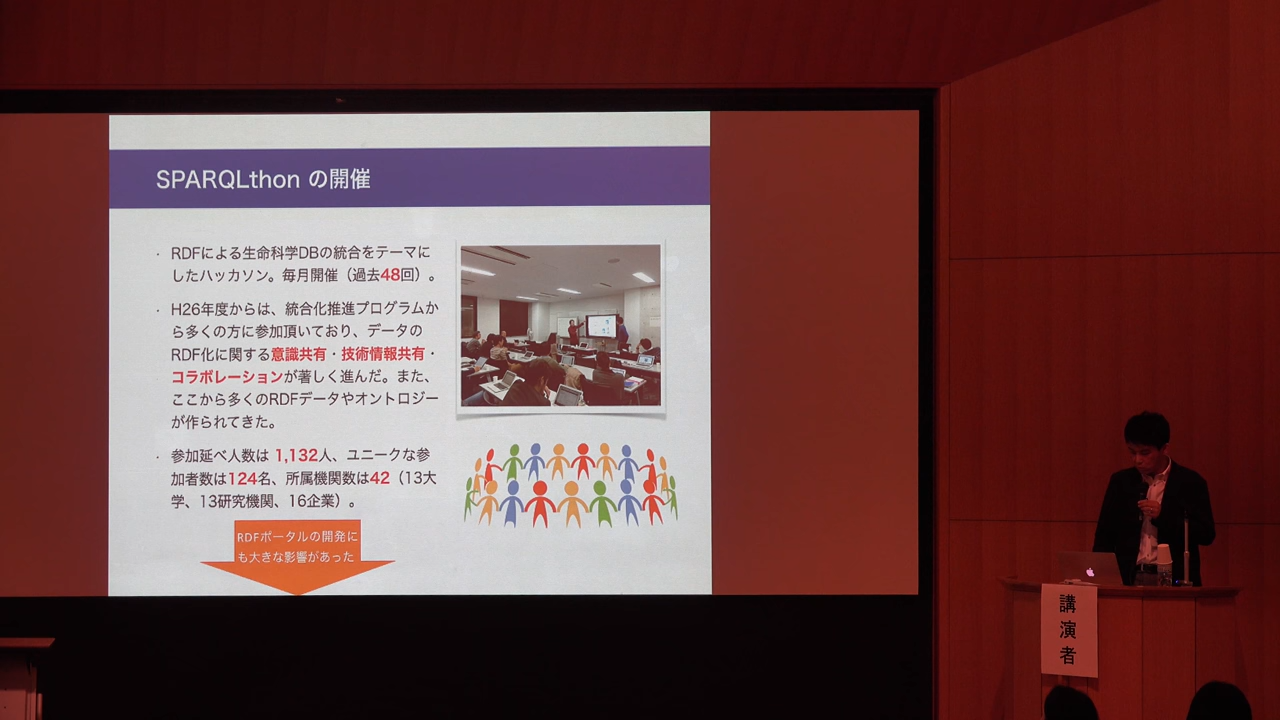 SPARQLthon の開催
・ RDFによる生命科学DBの統合をテーマに
したハッカソン。毎月開催（過去48回）。
・ H26年度からは、統合化推進プログラムか
ら多くの方に参加頂いており、データの
RDF化に関する意識共有・技術情報共有・
コラボレーションが著しく進んだ。また、
ここから多くのRDFデータやオントロジー
が作られてきた。
・ 参加延べ人数は 1,132人、ユニークな参
加者数は124名、所属機関数は42（13大
学、13研究機関、16企業）。
RDFポータルの開発に
も大きな影響があった
講演者